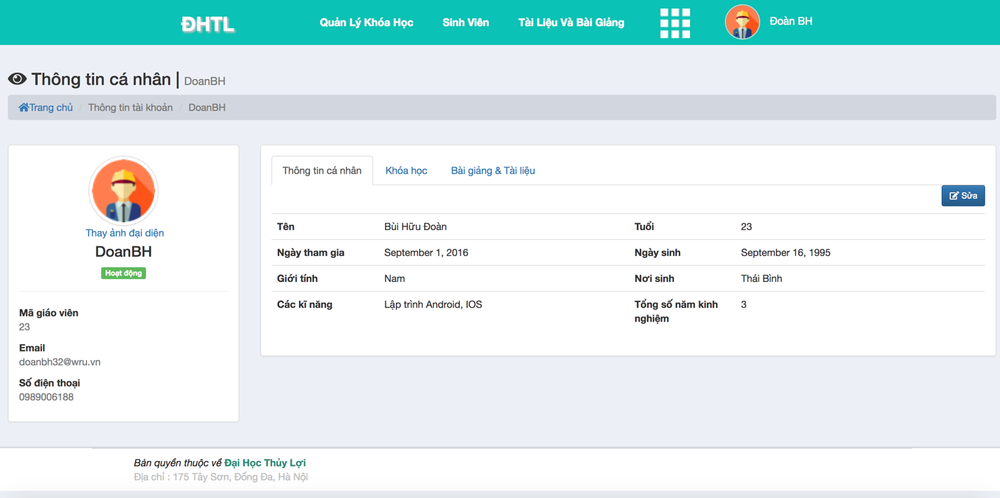 ĐHTL
Quản Lý Khóa Học
Sinh Viên
Tài Liệu Và Bài Giảng
Đoàn BH
Thông tin cá nhân | DoanBH
Trang chủ / Thông tin tài khoản / DoanBH
Thay ảnh đại diện
DoanBH
Hoạt động
Mã giáo viên
23
Email
doanbh32@wru.vn
Số điện thoại
0989006188
Thông tin cá nhân
Khóa học
Bài giảng & Tài liệu
Sửa
Tên Bùi Hữu Đoàn Tuổi 23
Ngày tham gia September 1, 2016 Ngày sinh September 16, 1995
Giới tính Nam Nơi sinh Thái Bình
Các kĩ năng Lập trình Android, IOS Tổng số năm kinh 3
nghiệm
Bản quyền thuộc về Đại Học Thủy Lợi
Địa chỉ : 175 Tây Sơn, Đống Đa, Hà Nội